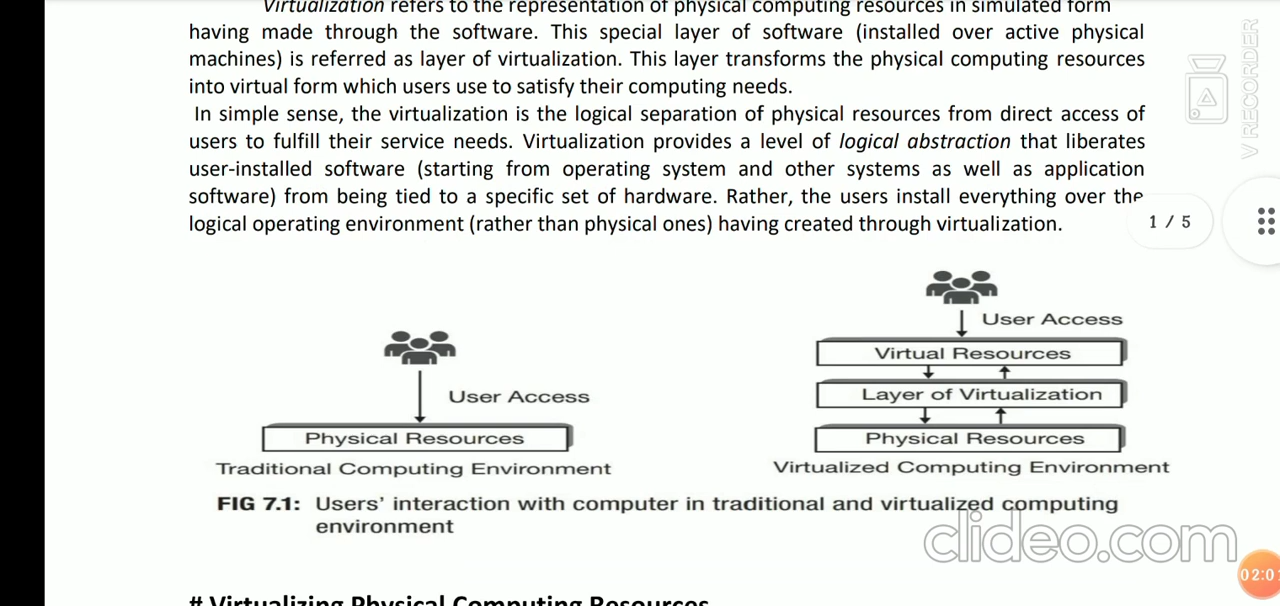 Virtualization refers to the representation of physical computing resources in simulated form
having made through the software. This special layer of software (installed over active physical
machines) is referred as layer of virtualization. This layer transforms the physical computing resources
into virtual form which users use to satisfy their computing needs.
In simple sense, the virtualization is the logical separation of physical resources from direct access of
users to fulfill their service needs. Virtualization provides a level of logical abstraction that liberates
user-installed software (starting from operating system and other systems as well as application
software) from being tied to a specific set of hardware. Rather, the users install everything over the
logical operating environment (rather than physical ones) having created through virtualization.
V RECORDER
1 / 5
User Access
Physical Resources
Traditional Computing Environment
User Access
Virtual Resources
Layer of Virtualization
Physical Resources
Virtualized Computing Environment
FIG 7.1: Users' interaction with computer in traditional and virtualized computing
environment
clideo.com
# Virtualizing Physical Computing Resources